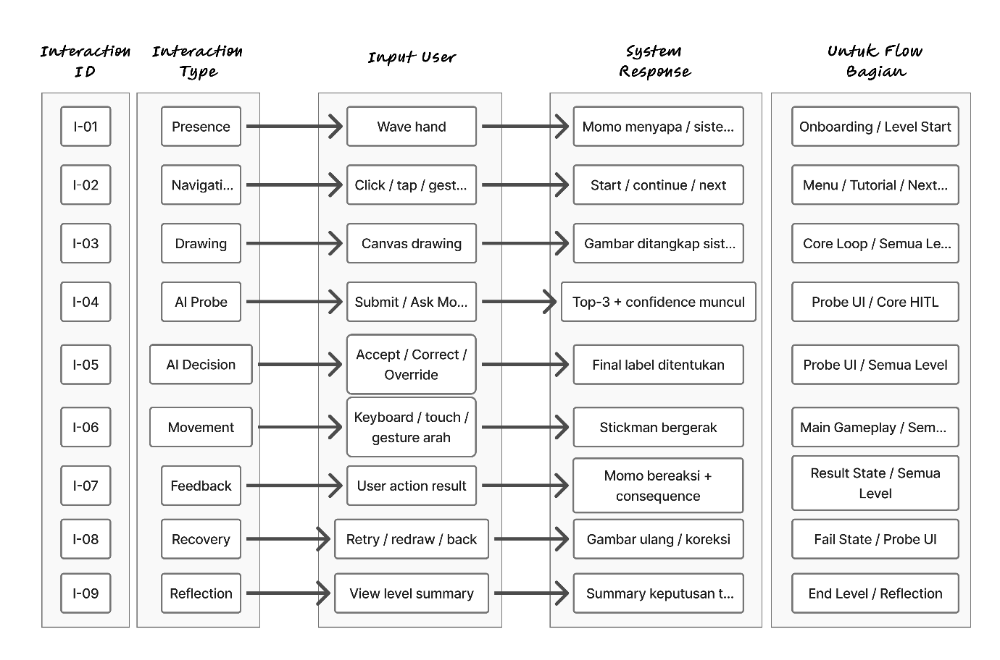 Interaction ID
Interaction Type
Input User
System Response
Untuk Flow Bagian
I-01
Presence
Wave hand
Momo menyapa / siste...
Onboarding / Level Start
I-02
Navigati...
Click / tap / gest...
Start / continue / next
Menu / Tutorial / Next...
I-03
Drawing
Canvas drawing
Gambar ditangkap sist...
Core Loop / Semua Le...
I-04
AI Probe
Submit / Ask Mo...
Top-3 + confidence muncul
Probe UI / Core HITL
I-05
AI Decision
Accept / Correct /
Override
Final label ditentukan
Probe UI / Semua Level
I-06
Movement
Keyboard / touch /
gesture arah
Stickman bergerak
Main Gameplay / Sem...
I-07
Feedback
User action result
Momo bereaksi +
consequence
Result State / Semua
Level
I-08
Recovery
Retry / redraw / back
Gambar ulang / koreksi
Fail State / Probe UI
I-09
Reflection
View level summary
Summary keputusan t...
End Level / Reflection